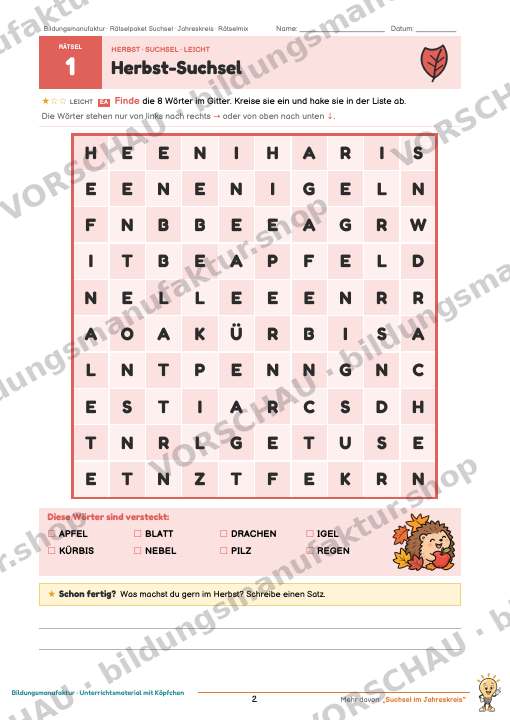 Bildungsmanufaktur · Rätselpaket Suchsel · Jahreskreis · Rätselmix Name: Datum:
RÄTSEL
1
HERBST · SUCHSEL · LEICHT
Herbst-Suchsel
★☆☆ LEICHT · EA Finde die 8 Wörter im Gitter. Kreise sie ein und hake sie in der Liste ab.
Die Wörter stehen nur von links nach rechts → oder von oben nach unten ↓.
H E E N I H A R I S
E E N E N I G E L N
F N B B E E A G R W
I T B E A P F E L D
N E L L E E E N R R
A O A K Ü R B I S A
L N T P E N N G N C
E S T I A R C S D H
T N R L G E T U S E
E T N Z T F E K R N
Diese Wörter sind versteckt:
☐ APFEL ☐ BLATT ☐ DRACHEN ☐ IGEL
☐ KÜRBIS ☐ NEBEL ☐ PILZ ☐ REGEN
★ Schon fertig? Was machst du gern im Herbst? Schreibe einen Satz.
Bildungsmanufaktur · Unterrichtsmaterial mit Köpfchen
2
Mehr davon: „Suchsel im Jahreskreis"
VORSCHAU · bildungsmanufaktur.shop